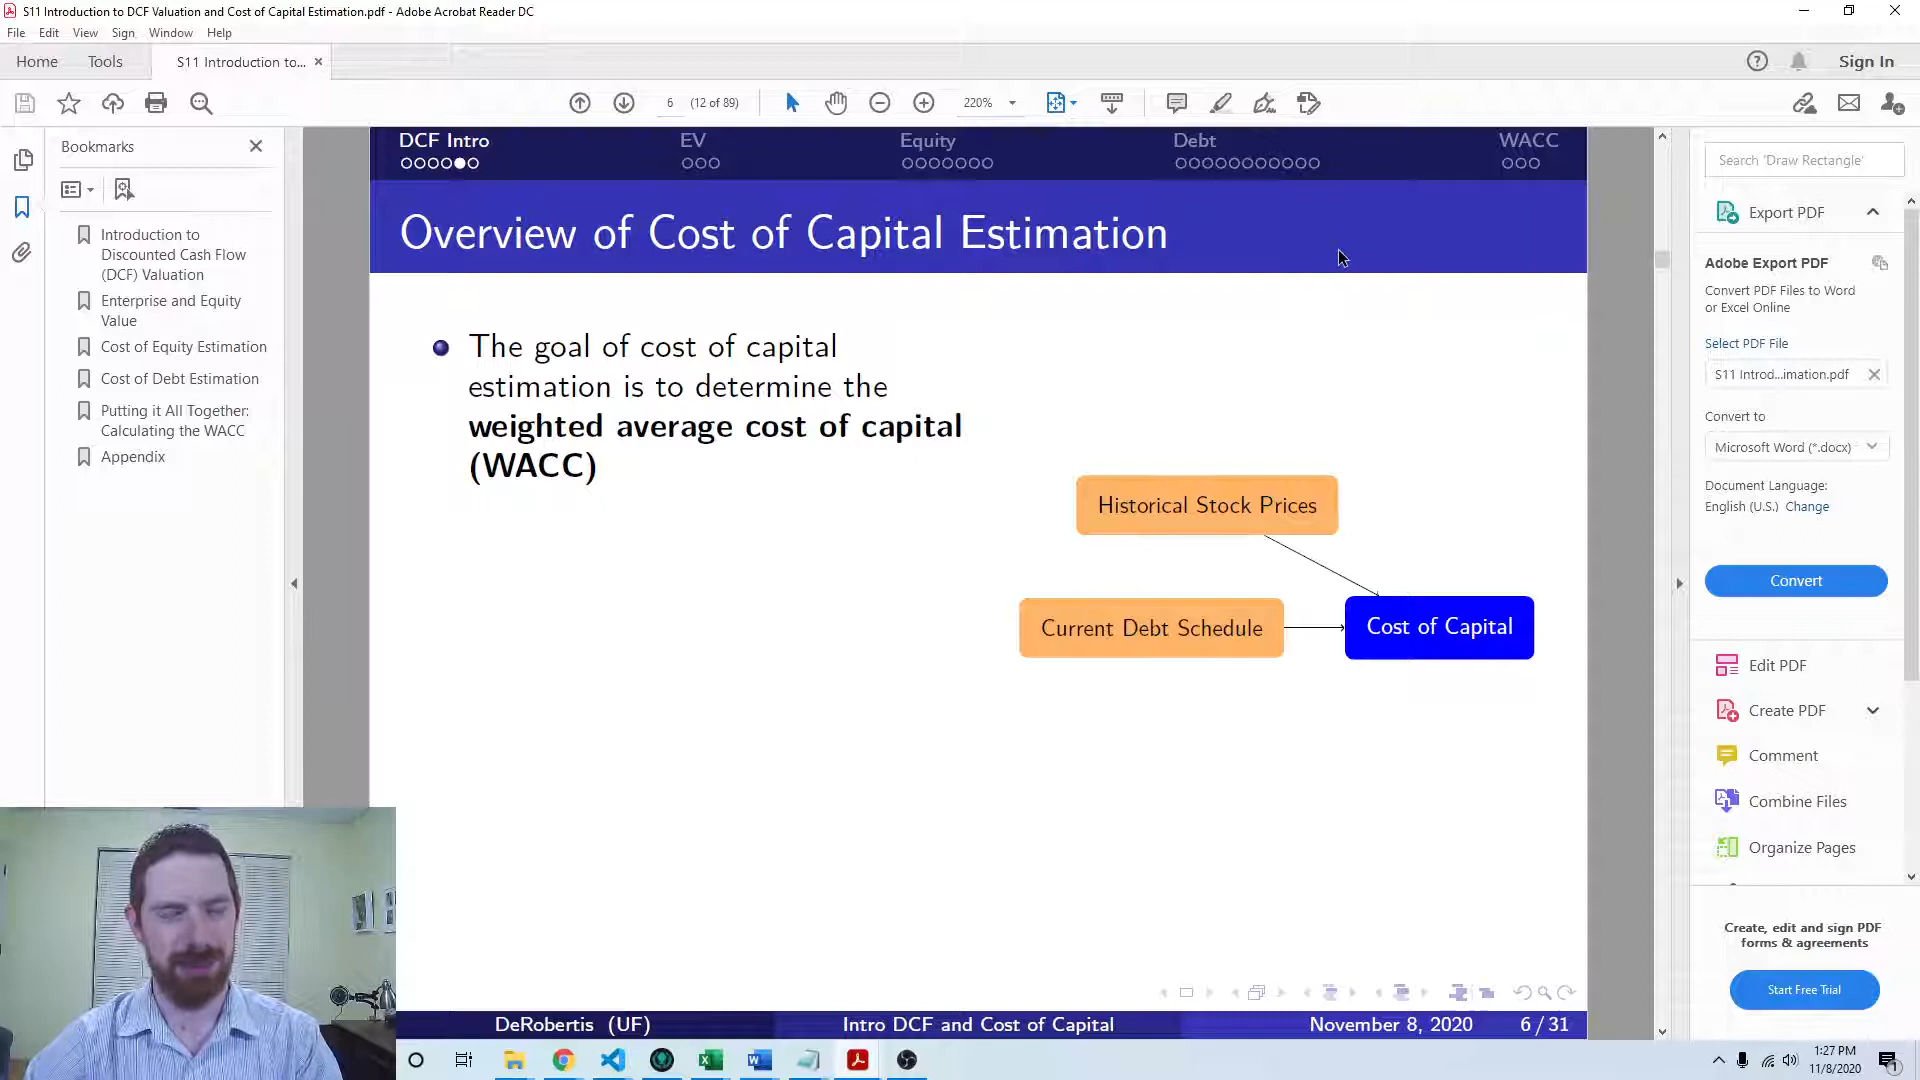 S11 Introduction to DCF Valuation and Cost of Capital Estimation.pdf - Adobe Acrobat Reader DC
File Edit View Sign Window Help
Home Tools S11 Introduction to...
Sign In
6 (12 of 89) 220%
Bookmarks
Introduction to
Discounted Cash Flow
(DCF) Valuation
Enterprise and Equity
Value
Cost of Equity Estimation
Cost of Debt Estimation
Putting it All Together:
Calculating the WACC
Appendix
DCF Intro EV Equity Debt WACC
Overview of Cost of Capital Estimation
The goal of cost of capital
estimation is to determine the
weighted average cost of capital
(WACC)
Historical Stock Prices
Current Debt Schedule
Cost of Capital
DeRobertis (UF) Intro DCF and Cost of Capital November 8, 2020 6 / 31
Search 'Draw Rectangle'
Export PDF
Adobe Export PDF
Convert PDF Files to Word
or Excel Online
Select PDF File
S11 Introd...imation.pdf
Convert to
Microsoft Word (*.docx)
Document Language:
English (U.S.) Change
Convert
Edit PDF
Create PDF
Comment
Combine Files
Organize Pages
Create, edit and sign PDF
forms & agreements
Start Free Trial
1:27 PM
11/8/2020